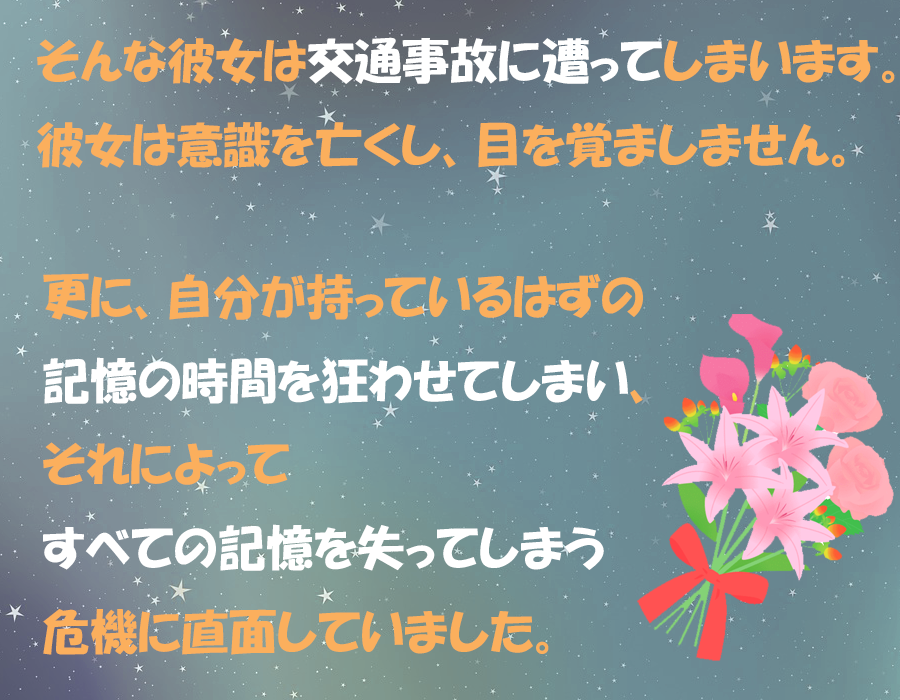 そんな彼女は交通事故に遭ってしまいます。
彼女は意識を亡くし、目を覚ましません。
更に、自分が持っているはずの
記憶の時間を狂わせてしまい、
それによって
すべての記憶を失ってしまう
危機に直面していました。